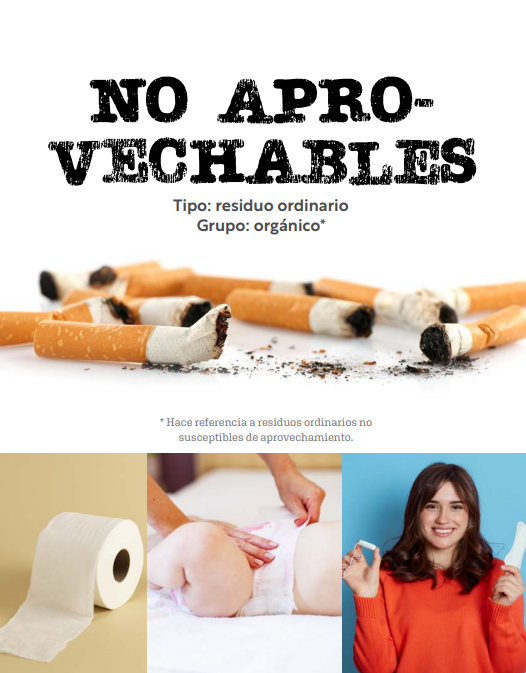 NO APRO-
VECHABLES
Tipo: residuo ordinario
Grupo: orgánico*
* Hace referencia a residuos ordinarios no
susceptibles de aprovechamiento.